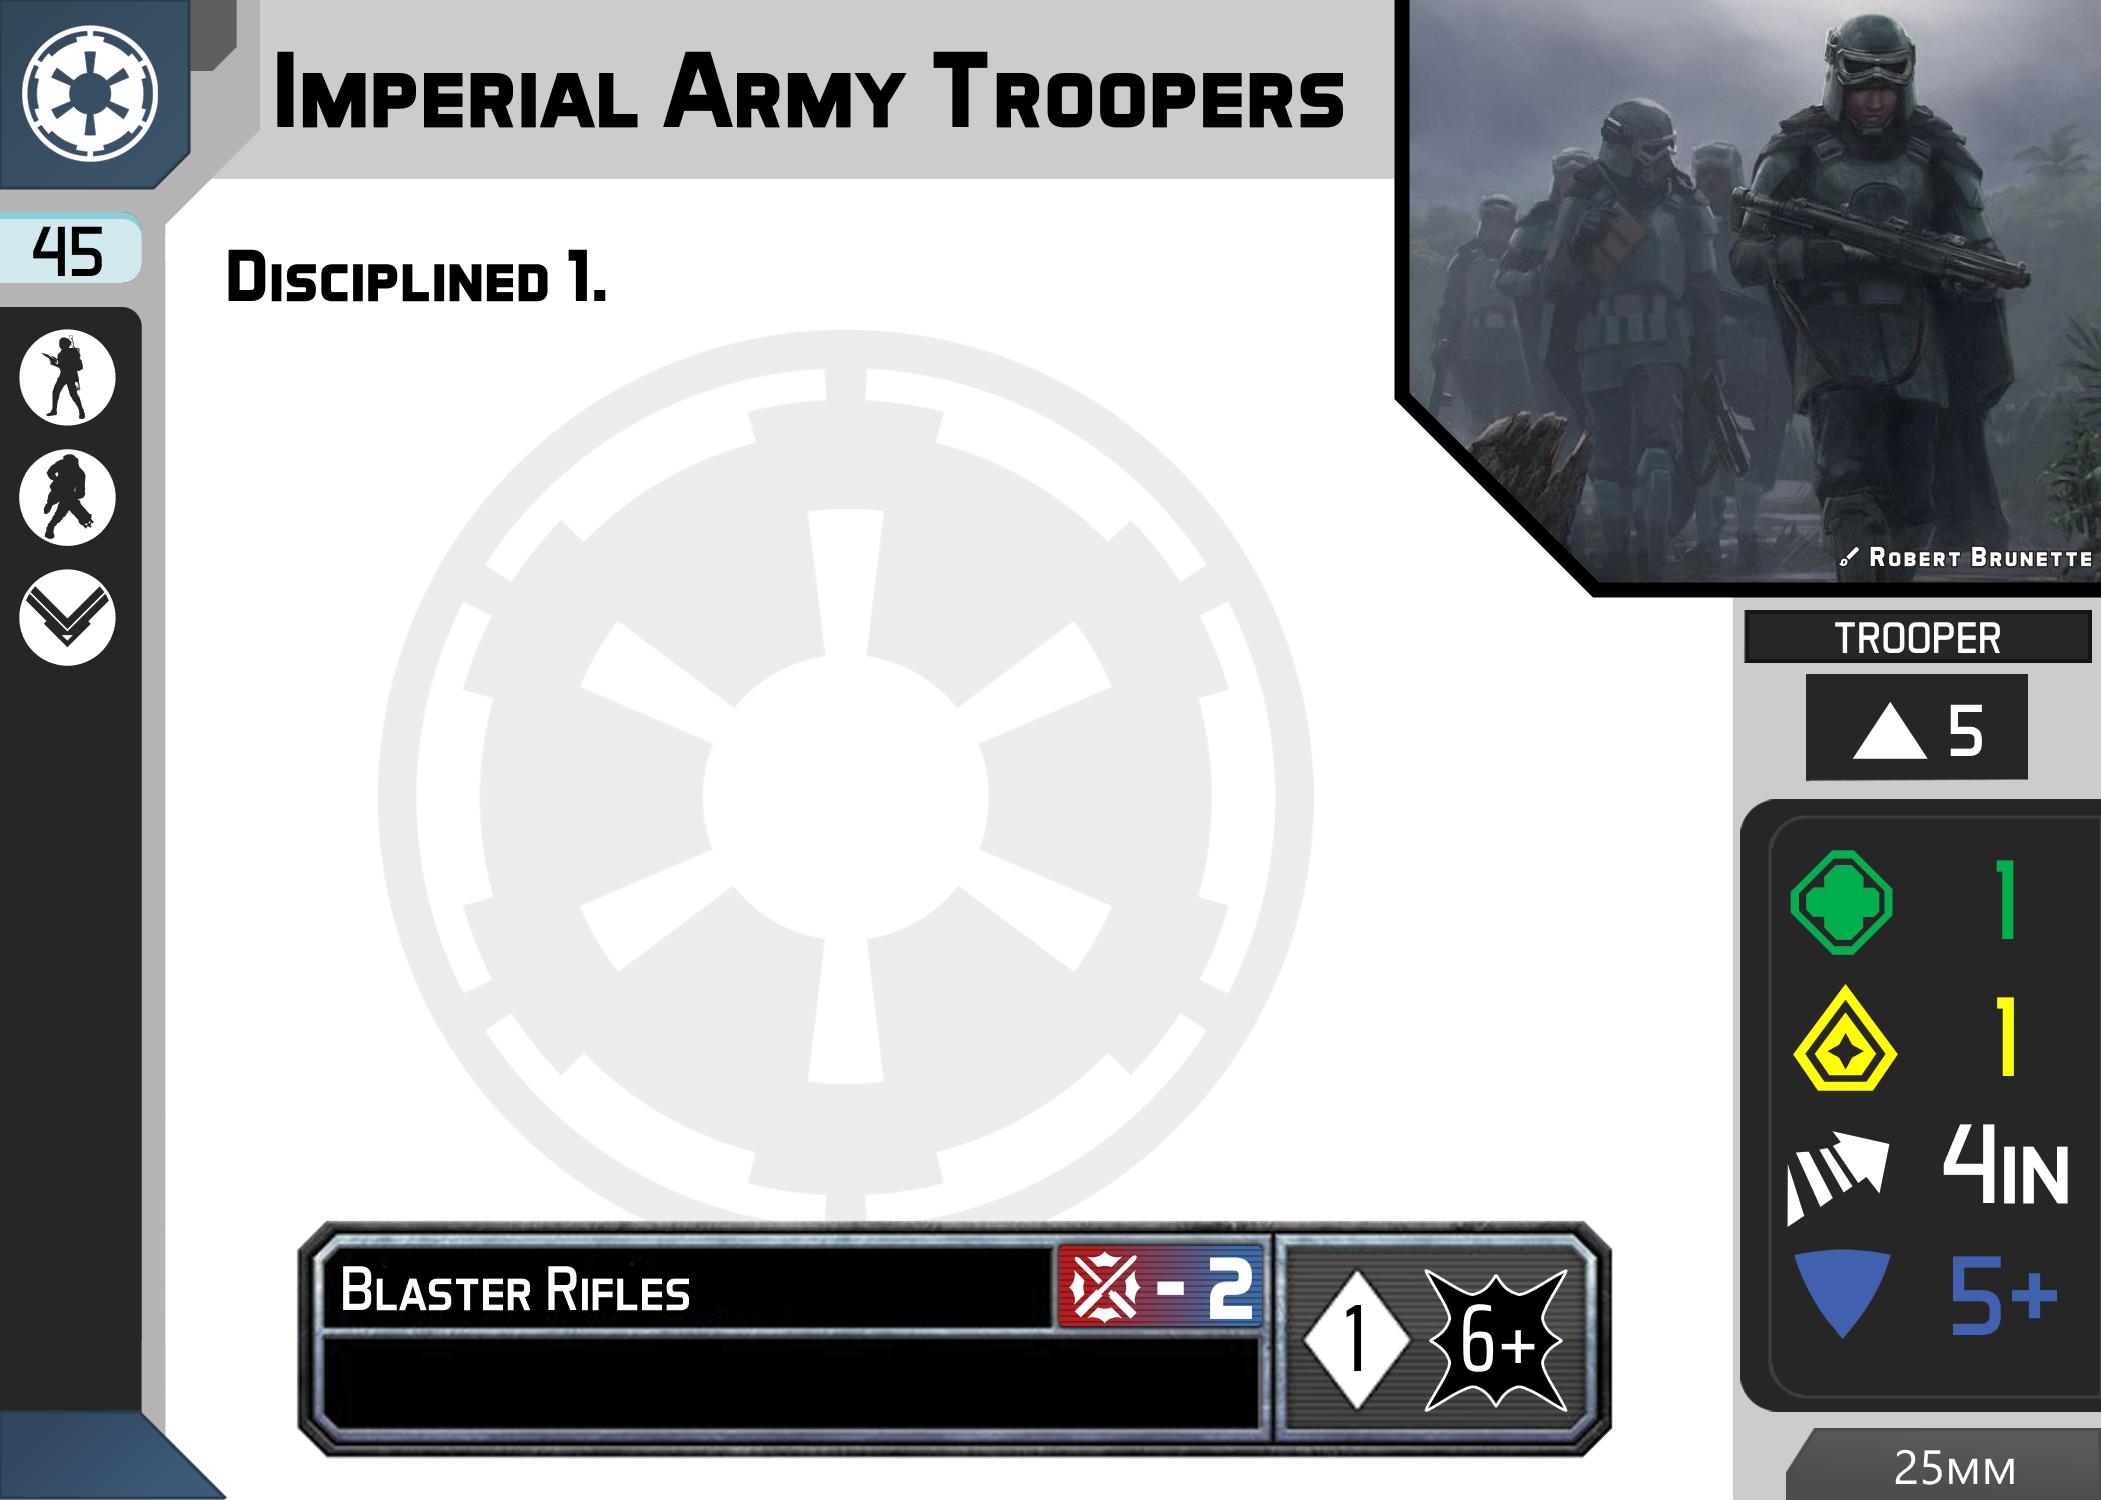 Imperial Army Troopers
45
Disciplined 1.
Robert Brunette
TROOPER
5
1
1
4in
5+
Blaster Rifles
- 2
1
6+
25mm